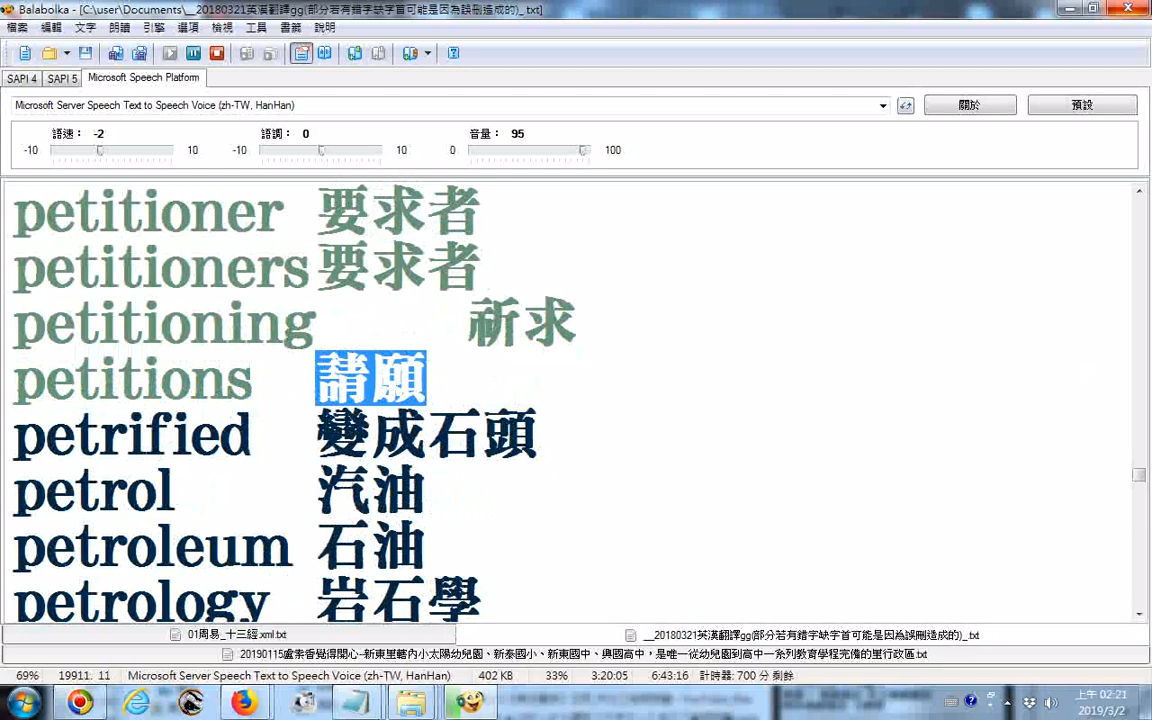 Balabolka - [C:\user\Documents\__20180321英漢翻譯gg(部分若有錯字缺字首可能是因為誤刪造成的)_.txt]
檔案 編輯 文字 朗讀 引擎 選項 檢視 工具 書籤 說明
SAPI 4 SAPI 5 Microsoft Speech Platform
Microsoft Server Speech Text to Speech Voice (zh-TW, HanHan) 關於 預設
語速： -2 語調： 0 音量： 95
-10 10 -10 10 0 100
petitioner 要求者
petitioners 要求者
petitioning 祈求
petitions 請願
petrified 變成石頭
petrol 汽油
petroleum 石油
petrology 岩石學
01周易_十三經.xml.txt __20180321英漢翻譯gg(部分若有錯字缺字首可能是因為誤刪造成的)_.txt
20190115盧素香覺得開心-新東里轄內小太陽幼兒園、新泰國小、新東國中、興國高中，是唯一從幼兒園到高中一系列教育學程完備的里行政區.txt
69% 19911. 11 Microsoft Server Speech Text to Speech Voice (zh-TW, HanHan) 402 KB 33% 3:20:05 6:43:16 計時器: 700 分 剩餘
上午 02:21
2019/3/2